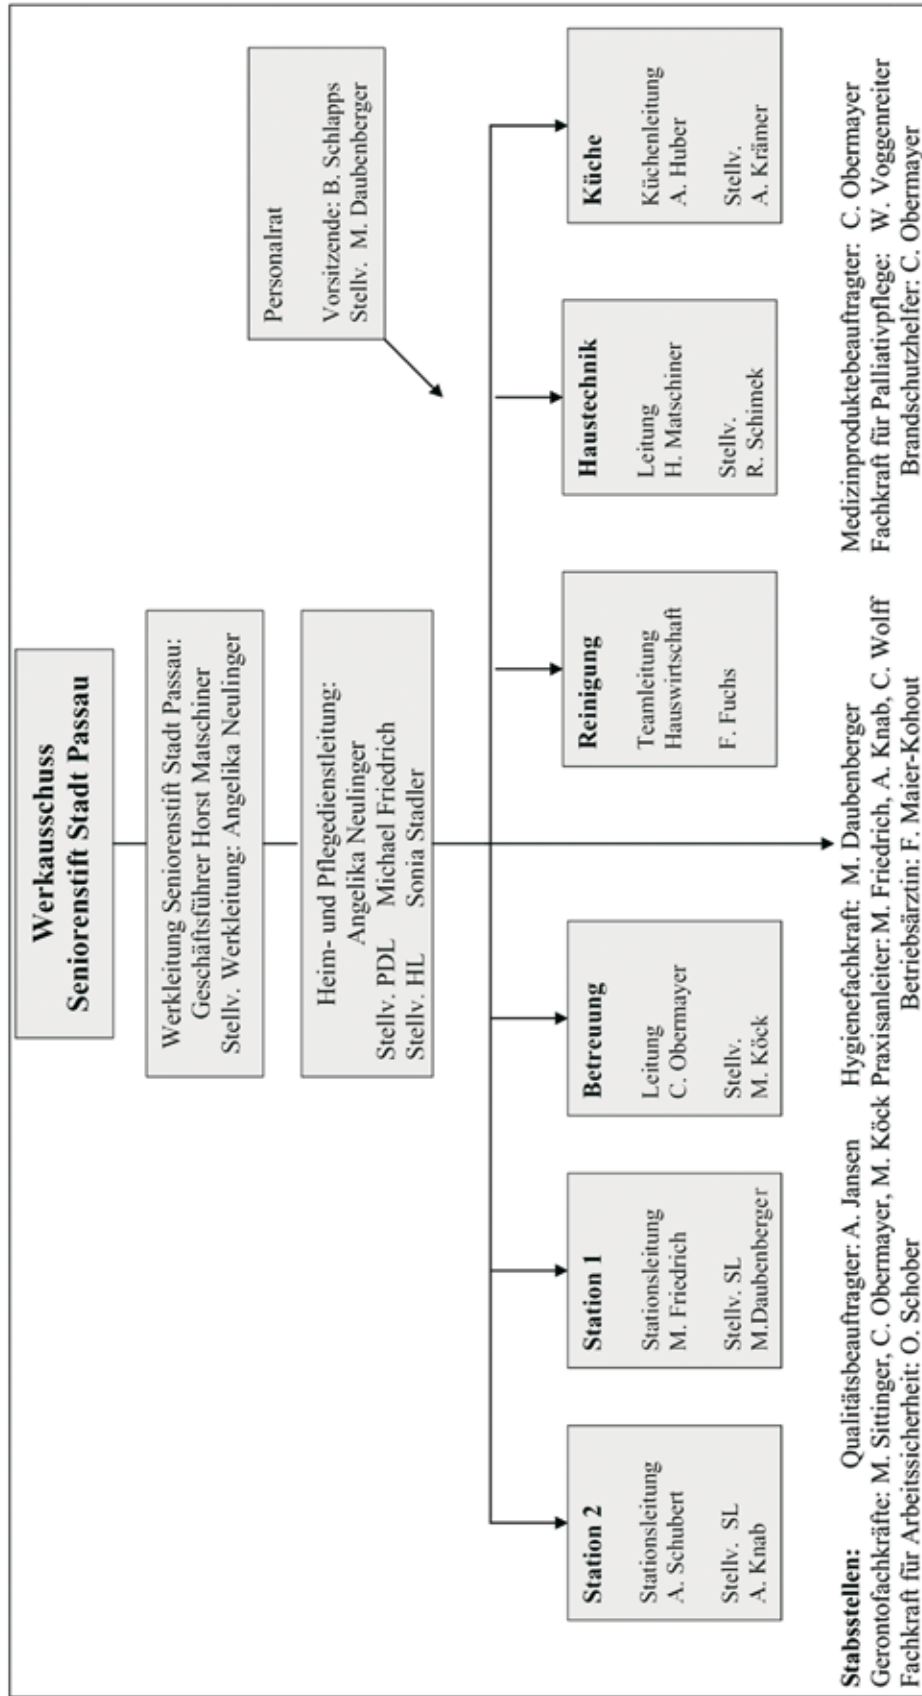 Werkausschuss
Seniorenstift Stadt Passau
Werkleitung Seniorenstift Stadt Passau:
Geschäftsführer Horst Matschiner
Stellv. Werkleitung: Angelika Neulinger
Personalrat
Vorsitzende: B. Schlapps
Stellv. M. Daubenberger
Heim- und Pflegedienstleitung:
Angelika Neulinger
Stellv. PDL Michael Friedrich
Stellv. HL Sonia Stadler
Station 2
Stationsleitung
A. Schubert
Stellv. SL
A. Knab
Station 1
Stationsleitung
M. Friedrich
Stellv. SL
M.Daubenberger
Betreuung
Leitung
C. Obermayer
Stellv.
M. Köck
Reinigung
Teamleitung
Hauswirtschaft
F. Fuchs
Haustechnik
Leitung
H. Matschiner
Stellv.
R. Schimek
Küche
Küchenleitung
A. Huber
Stellv.
A. Krämer
Stabsstellen: Qualitätsbeauftragter: A. Jansen Hygienefachkraft: M. Daubenberger Medizinproduktebeauftragter: C. Obermayer
Gerontofachkräfte: M. Sittinger, C. Obermayer, M. Köck Praxisanleiter: M. Friedrich, A. Knab, C. Wolff Fachkraft für Palliativpflege: W. Voggenreiter
Fachkraft für Arbeitssicherheit: O. Schober Betriebsärztin: F. Maier-Kohout Brandschutzhelfer: C. Obermayer